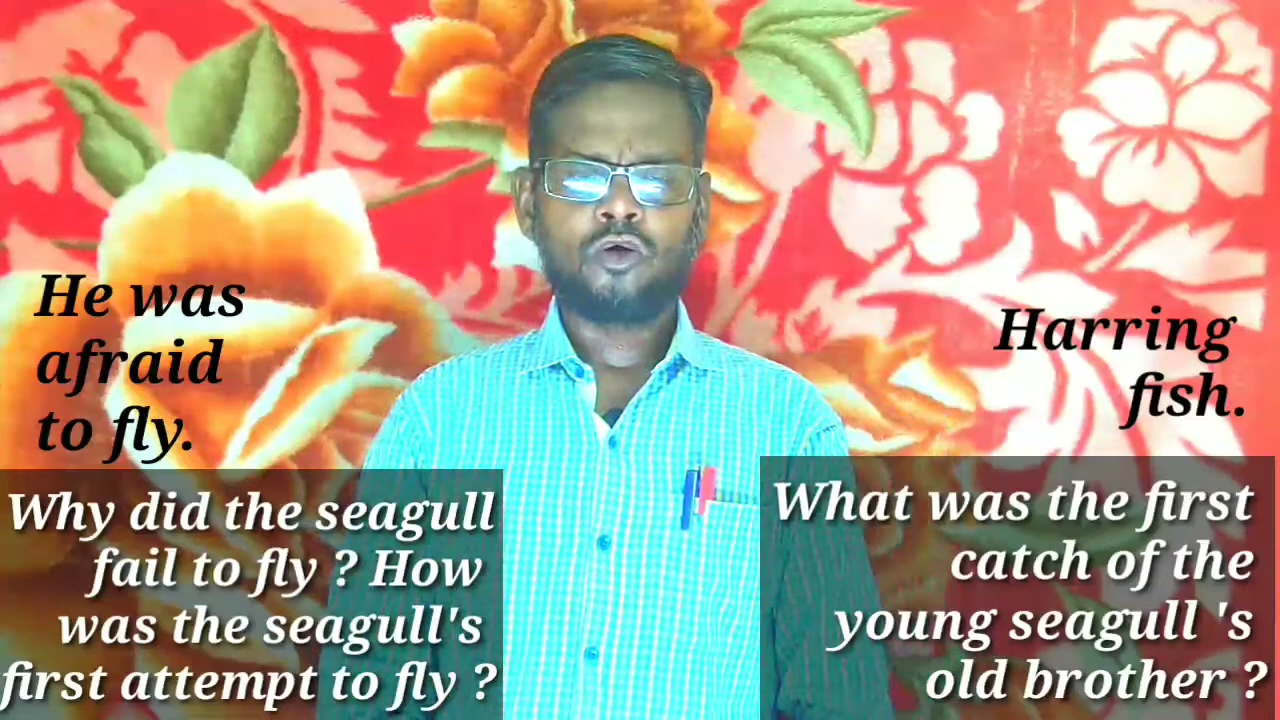 He was
afraid
to fly.
Why did the seagull
fail to fly ? How
was the seagull's
first attempt to fly ?
Harring
fish.
What was the first
catch of the
young seagull 's
old brother ?